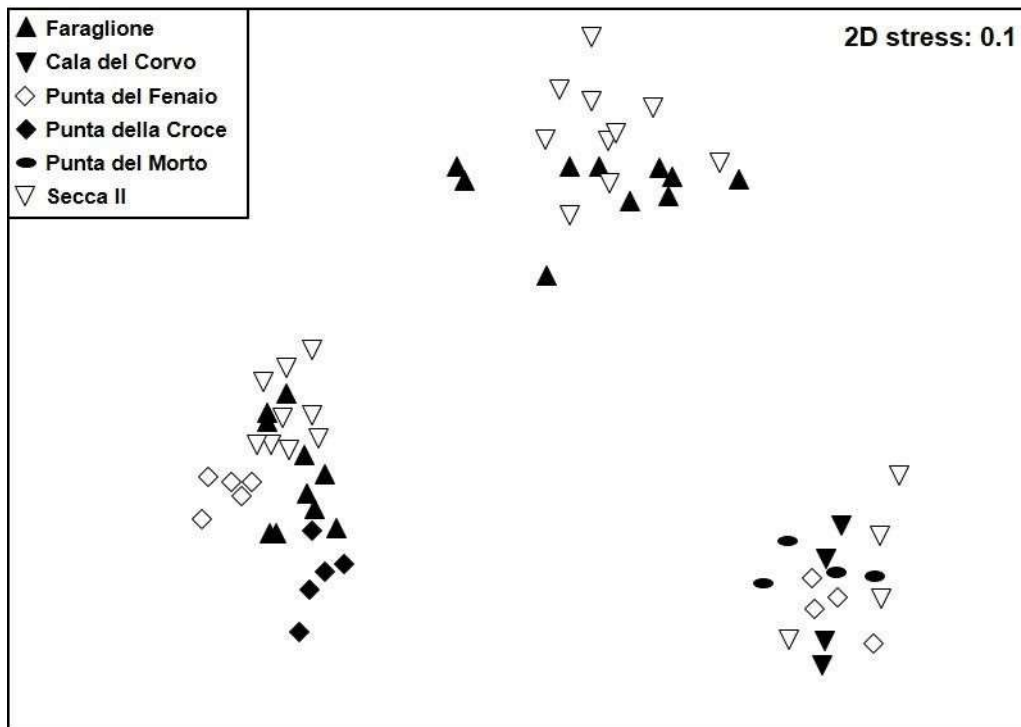 Faraglione
2D stress: 0.1
Cala del Corvo
Punta del Fenaio
Punta della Croce
Punta del Morto
Secca II